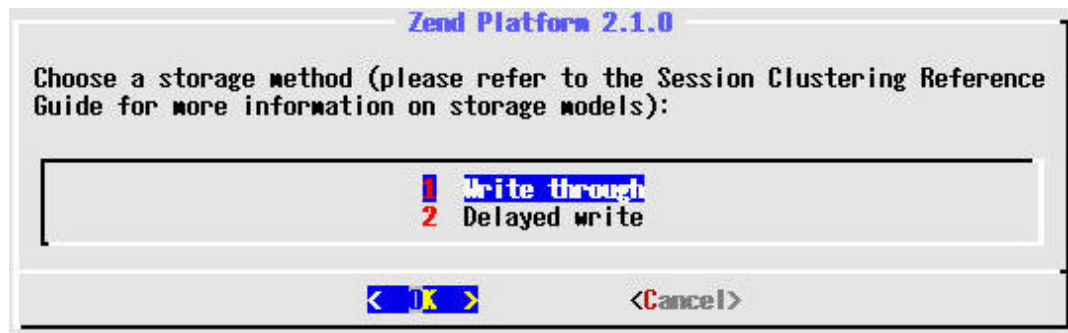 Zend Platform 2.1.0
Choose a storage method (please refer to the Session Clustering Reference
Guide for more information on storage models):
1 Write through
2 Delayed write
< OK > <Cancel>